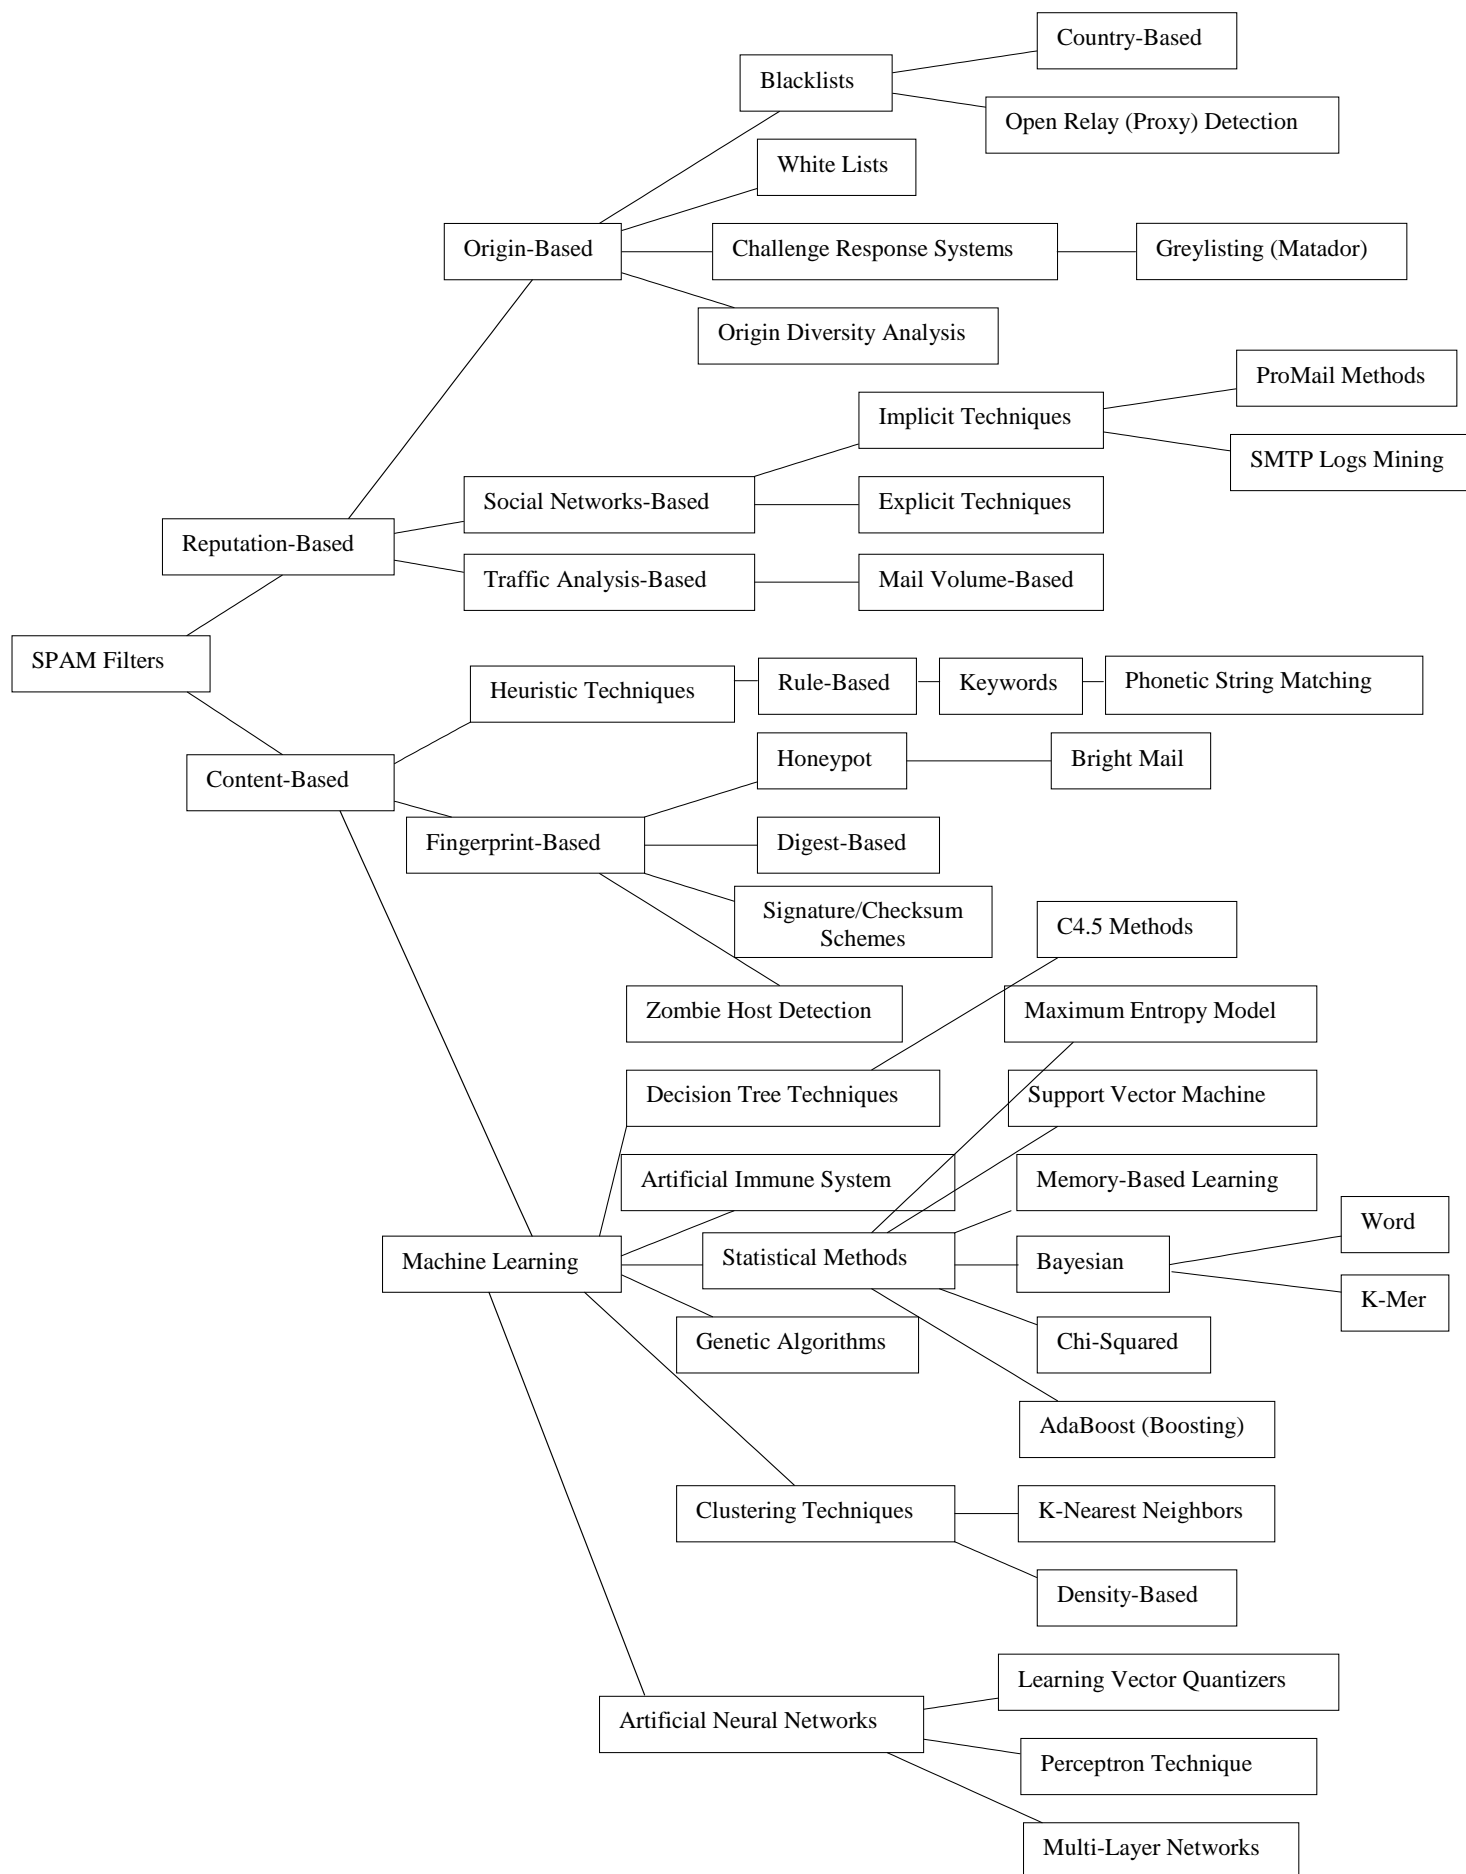 Country-Based
Blacklists
Open Relay (Proxy) Detection
White Lists
Origin-Based
Challenge Response Systems
Greylisting (Matador)
Origin Diversity Analysis
ProMail Methods
Implicit Techniques
SMTP Logs Mining
Social Networks-Based
Explicit Techniques
Reputation-Based
Traffic Analysis-Based
Mail Volume-Based
SPAM Filters
Heuristic Techniques
Rule-Based
Keywords
Phonetic String Matching
Honeypot
Bright Mail
Content-Based
Fingerprint-Based
Digest-Based
Signature/Checksum
Schemes
C4.5 Methods
Zombie Host Detection
Maximum Entropy Model
Decision Tree Techniques
Support Vector Machine
Artificial Immune System
Memory-Based Learning
Word
Machine Learning
Statistical Methods
Bayesian
K-Mer
Genetic Algorithms
Chi-Squared
AdaBoost (Boosting)
Clustering Techniques
K-Nearest Neighbors
Density-Based
Learning Vector Quantizers
Artificial Neural Networks
Perceptron Technique
Multi-Layer Networks